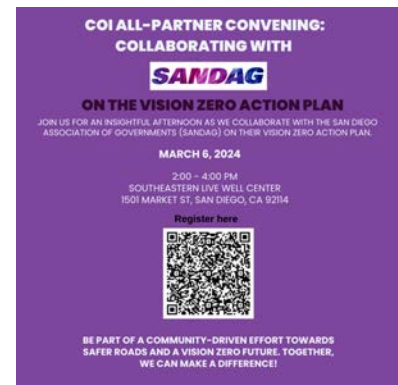 COI ALL-PARTNER CONVENING:
COLLABORATING WITH
SANDAG
ON THE VISION ZERO ACTION PLAN
JOIN US FOR AN INSIGHTFUL AFTERNOON AS WE COLLABORATE WITH THE SAN DIEGO
ASSOCIATION OF GOVERNMENTS (SANDAG) ON THEIR VISION ZERO ACTION PLAN.
MARCH 6, 2024
2:00 - 4:00 PM
SOUTHEASTERN LIVE WELL CENTER
1501 MARKET ST, SAN DIEGO, CA 92114
Register here
BE PART OF A COMMUNITY-DRIVEN EFFORT TOWARDS
SAFER ROADS AND A VISION ZERO FUTURE. TOGETHER,
WE CAN MAKE A DIFFERENCE!